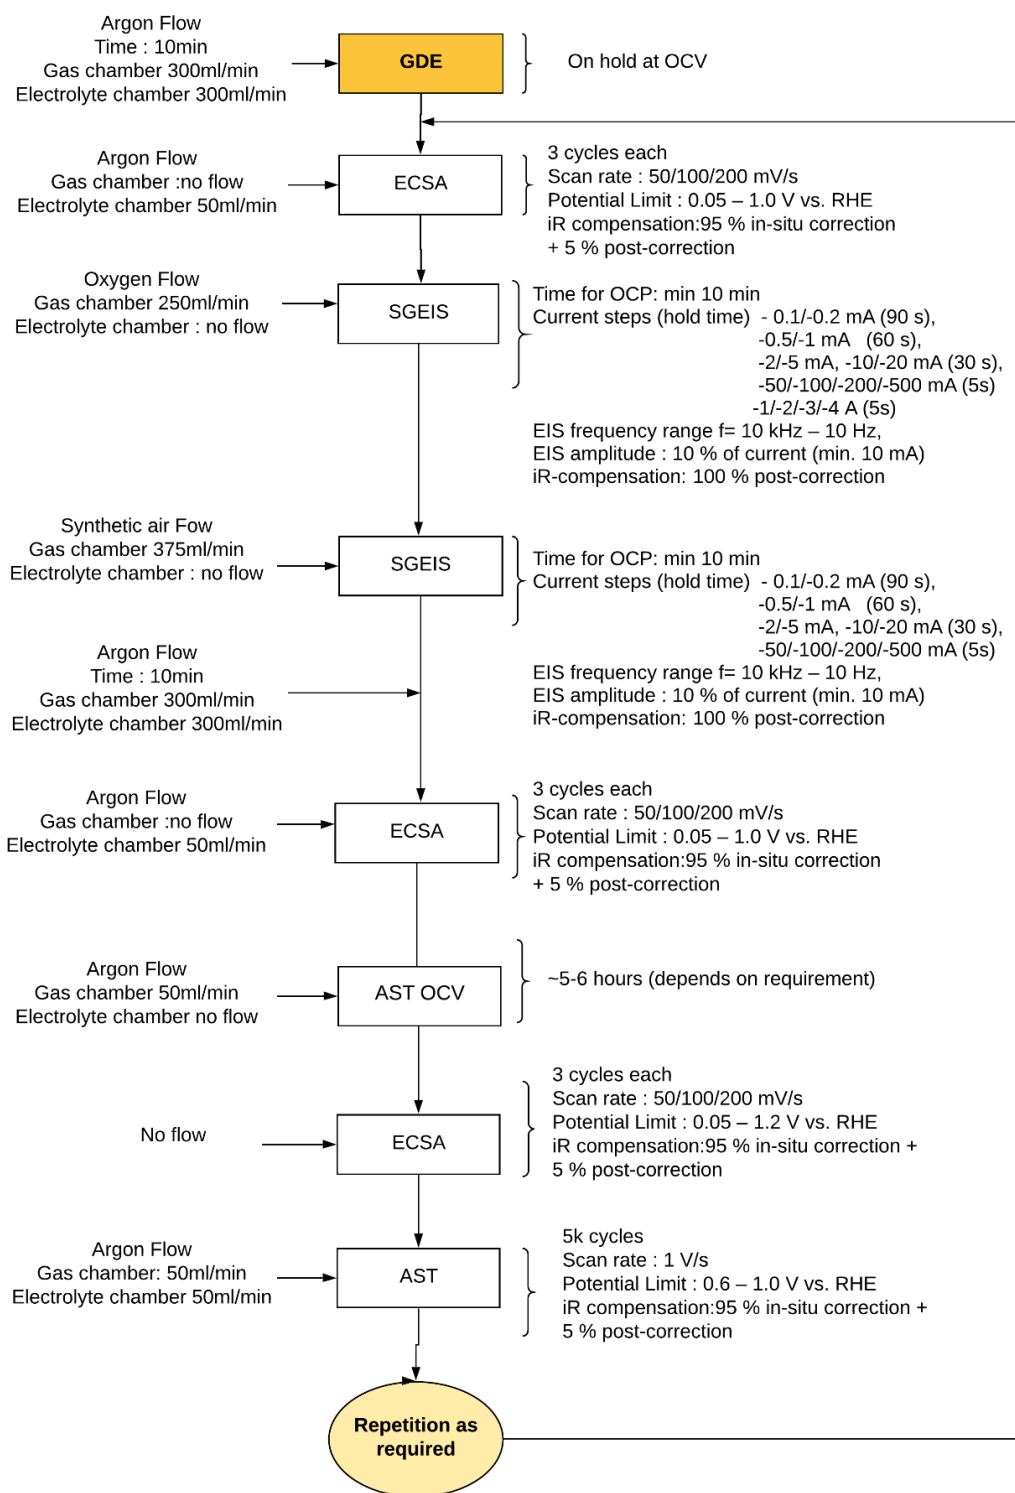 Argon Flow
Time : 10min
Gas chamber 300ml/min
Electrolyte chamber 300ml/min
GDE
On hold at OCV
Argon Flow
Gas chamber :no flow
Electrolyte chamber 50ml/min
ECSA
3 cycles each
Scan rate : 50/100/200 mV/s
Potential Limit : 0.05 – 1.0 V vs. RHE
iR compensation:95 % in-situ correction
+ 5 % post-correction
Oxygen Flow
Gas chamber 250ml/min
Electrolyte chamber : no flow
SGEIS
Time for OCP: min 10 min
Current steps (hold time) - 0.1/-0.2 mA (90 s),
-0.5/-1 mA (60 s),
-2/-5 mA, -10/-20 mA (30 s),
-50/-100/-200/-500 mA (5s)
-1/-2/-3/-4 A (5s)
EIS frequency range f= 10 kHz – 10 Hz,
EIS amplitude : 10 % of current (min. 10 mA)
iR-compensation: 100 % post-correction
Synthetic air Fow
Gas chamber 375ml/min
Electrolyte chamber : no flow
SGEIS
Time for OCP: min 10 min
Current steps (hold time) - 0.1/-0.2 mA (90 s),
-0.5/-1 mA (60 s),
-2/-5 mA, -10/-20 mA (30 s),
-50/-100/-200/-500 mA (5s)
EIS frequency range f= 10 kHz – 10 Hz,
EIS amplitude : 10 % of current (min. 10 mA)
iR-compensation: 100 % post-correction
Argon Flow
Time : 10min
Gas chamber 300ml/min
Electrolyte chamber 300ml/min
Argon Flow
Gas chamber :no flow
Electrolyte chamber 50ml/min
ECSA
3 cycles each
Scan rate : 50/100/200 mV/s
Potential Limit : 0.05 – 1.0 V vs. RHE
iR compensation:95 % in-situ correction
+ 5 % post-correction
Argon Flow
Gas chamber 50ml/min
Electrolyte chamber no flow
AST OCV
~5-6 hours (depends on requirement)
No flow
ECSA
3 cycles each
Scan rate : 50/100/200 mV/s
Potential Limit : 0.05 – 1.2 V vs. RHE
iR compensation:95 % in-situ correction +
5 % post-correction
Argon Flow
Gas chamber: 50ml/min
Electrolyte chamber 50ml/min
AST
5k cycles
Scan rate : 1 V/s
Potential Limit : 0.6 – 1.0 V vs. RHE
iR compensation:95 % in-situ correction +
5 % post-correction
Repetition as
required